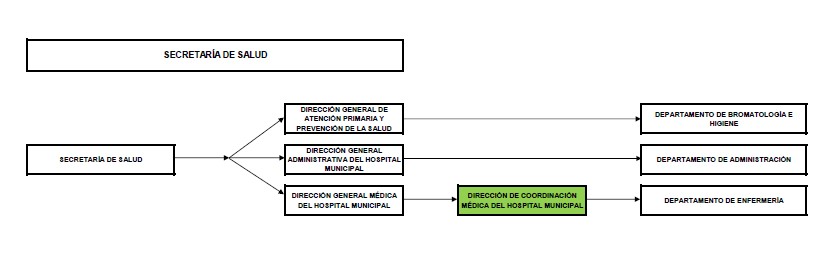 SECRETARÍA DE SALUD
DIRECCIÓN GENERAL DE
ATENCIÓN PRIMARIA Y
PREVENCIÓN DE LA SALUD
DEPARTAMENTO DE BROMATOLOGÍA E
HIGIENE
SECRETARÍA DE SALUD
DIRECCIÓN GENERAL
ADMINISTRATIVA DEL HOSPITAL
MUNICIPAL
DEPARTAMENTO DE ADMINISTRACIÓN
DIRECCIÓN GENERAL MÉDICA
DEL HOSPITAL MUNICIPAL
DIRECCIÓN DE COORDINACIÓN
MÉDICA DEL HOSPITAL MUNICIPAL
DEPARTAMENTO DE ENFERMERÍA